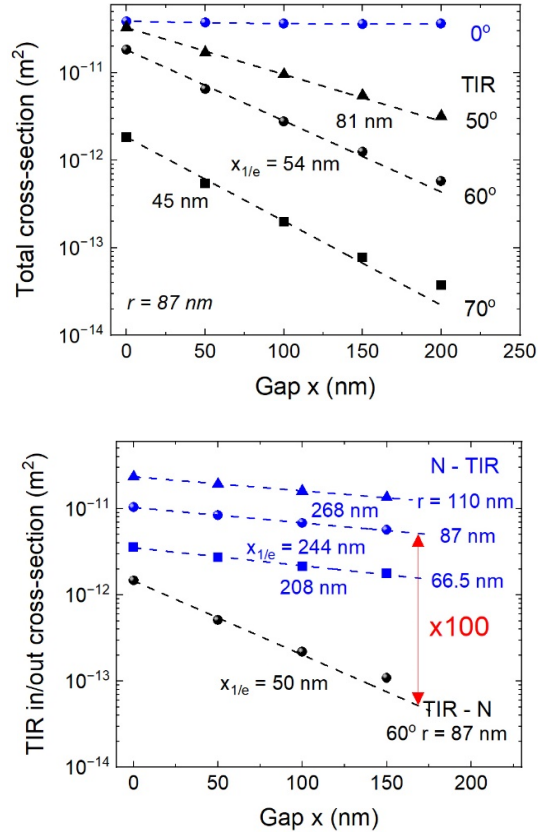 Total cross-section (m²)
10⁻¹¹
10⁻¹²
10⁻¹³
10⁻¹⁴
0°
TIR
50°
81 nm
x1/e = 54 nm
60°
45 nm
r = 87 nm
70°
0 50 100 150 200 250
Gap x (nm)
TIR in/out cross-section (m²)
10⁻¹⁰
10⁻¹¹
10⁻¹²
10⁻¹³
10⁻¹⁴
N - TIR
r = 110 nm
268 nm
87 nm
x1/e = 244 nm
208 nm
66.5 nm
x100
x1/e = 50 nm
TIR - N
60° r = 87 nm
0 50 100 150 200
Gap x (nm)